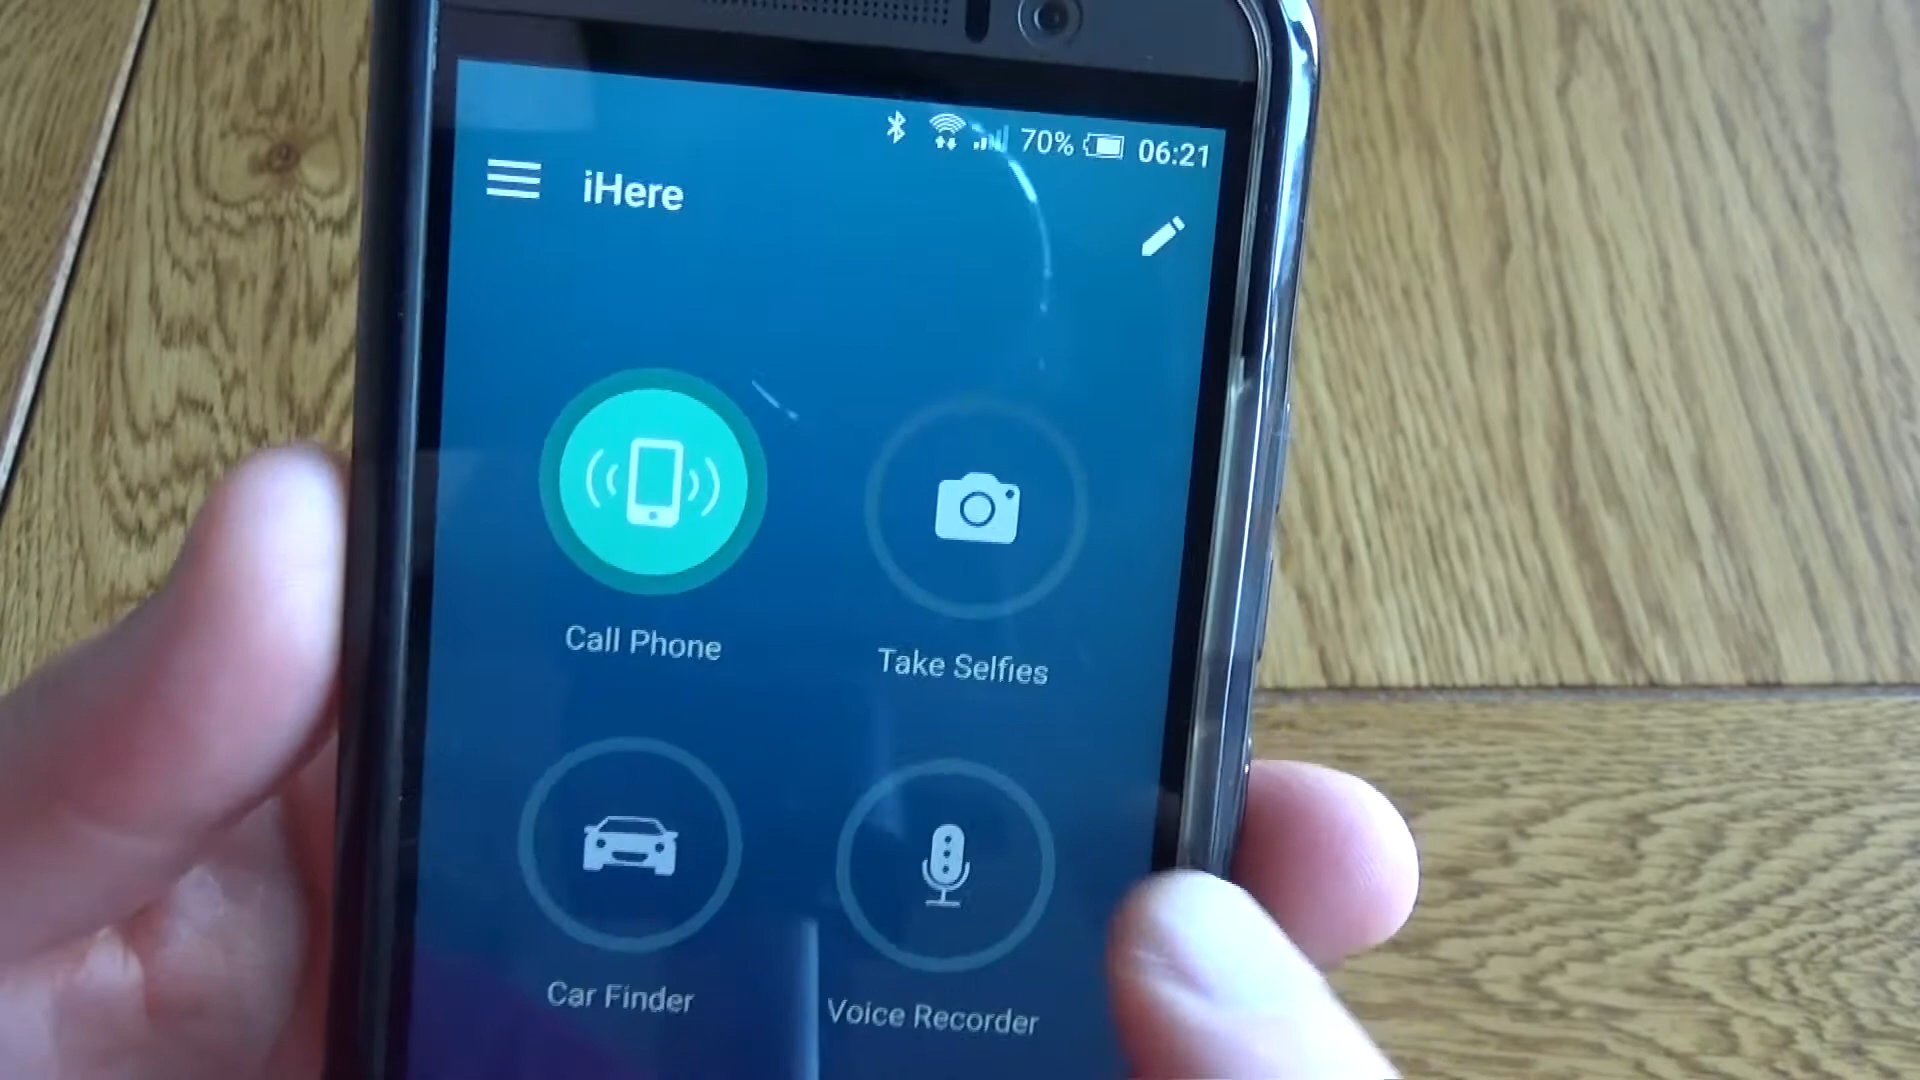 70% 06:21
iHere
Call Phone
Take Selfies
Car Finder
Voice Recorder